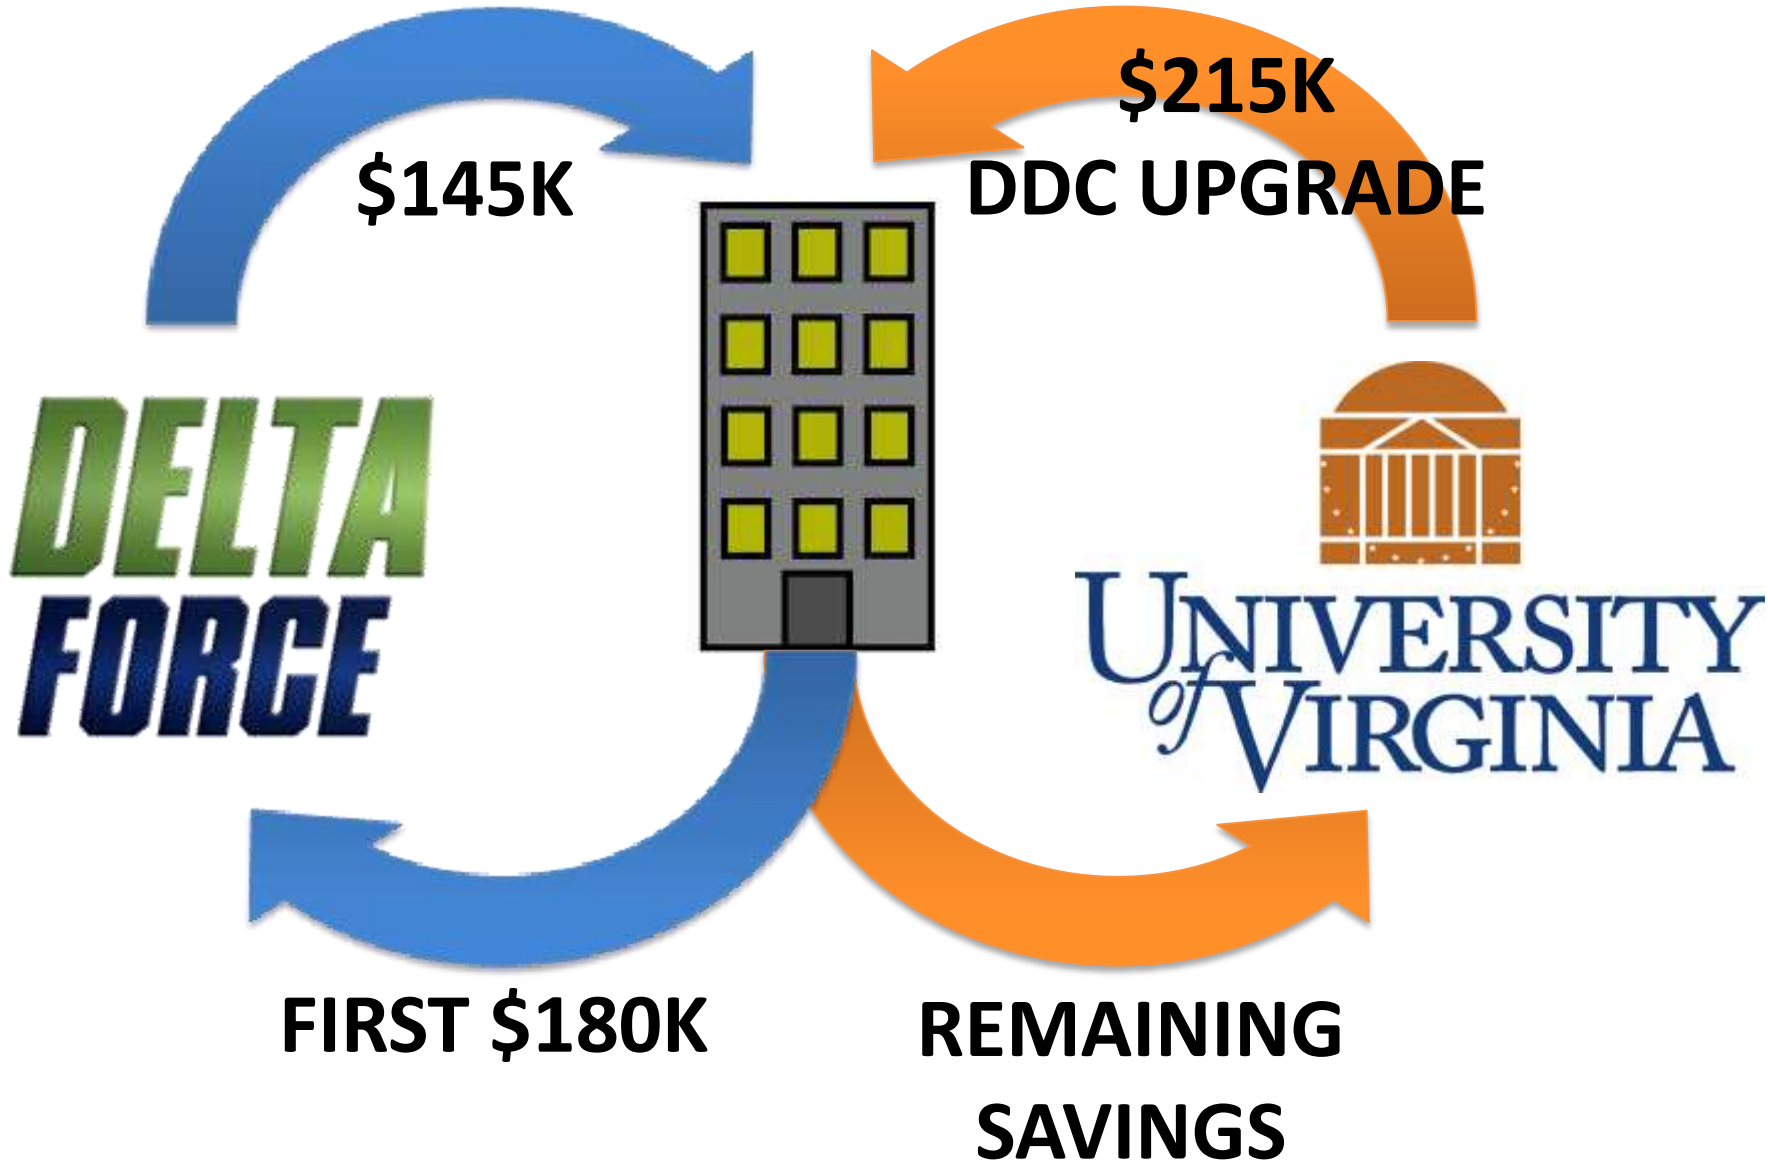 $215K
$145K
DDC UPGRADE
DELTA
FORCE
UNIVERSITY
of VIRGINIA
FIRST $180K
REMAINING
SAVINGS